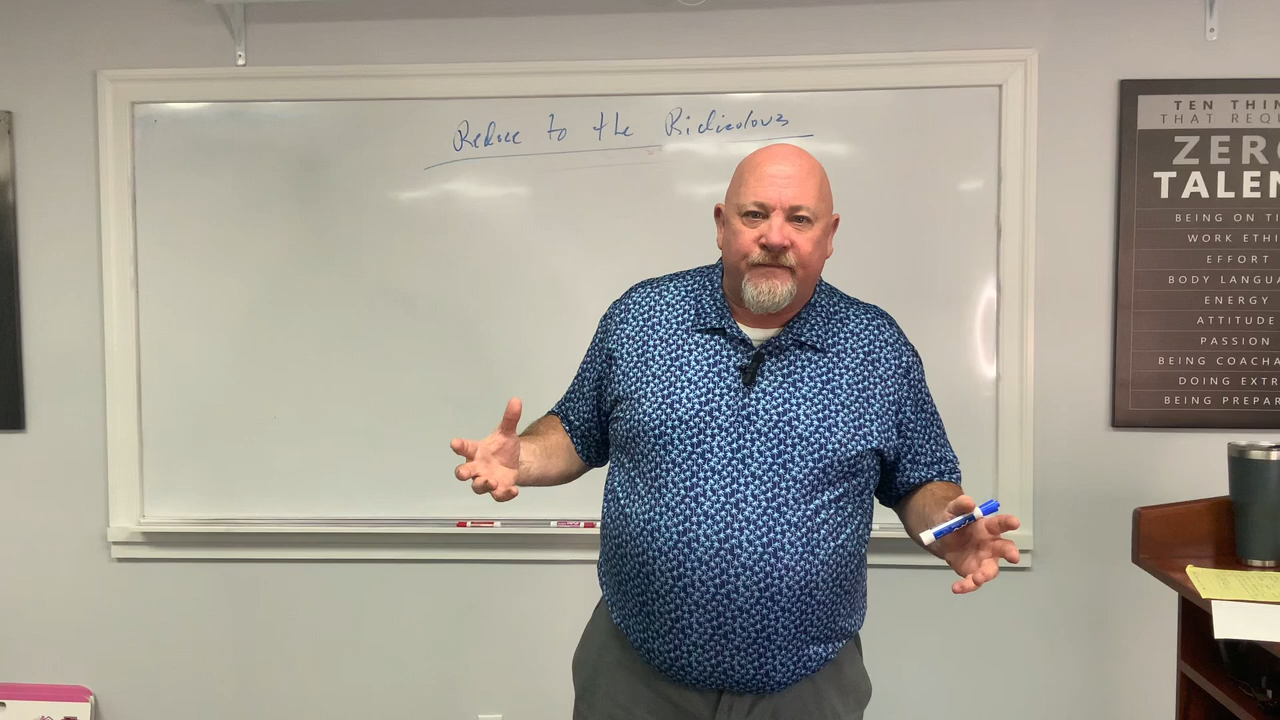 Reduce to the Ridiculous
TEN THIN
THAT REQU
ZERO
TALEN
BEING ON TI
WORK ETHI
EFFORT
BODY LANGUA
ENERGY
ATTITUDE
PASSION
BEING COACHA
DOING EXTR
BEING PREPAR